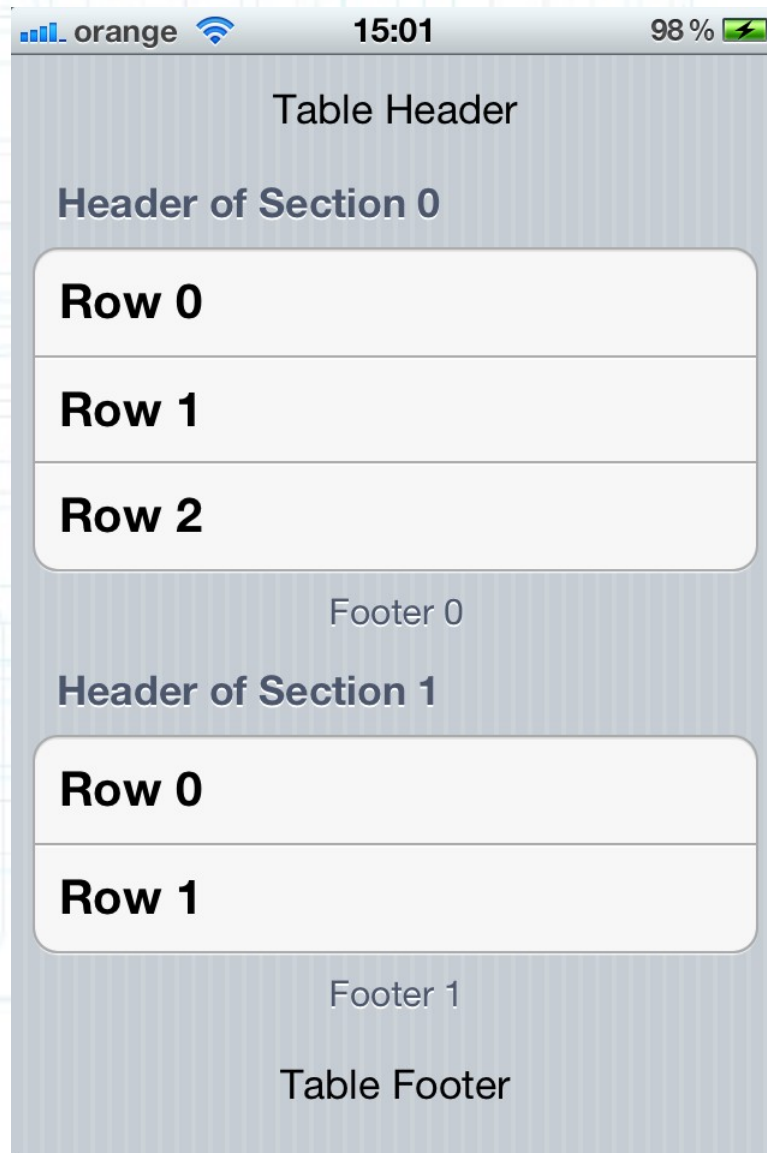 orange 15:01 98 %
Table Header
Header of Section 0
Row 0
Row 1
Row 2
Footer 0
Header of Section 1
Row 0
Row 1
Footer 1
Table Footer